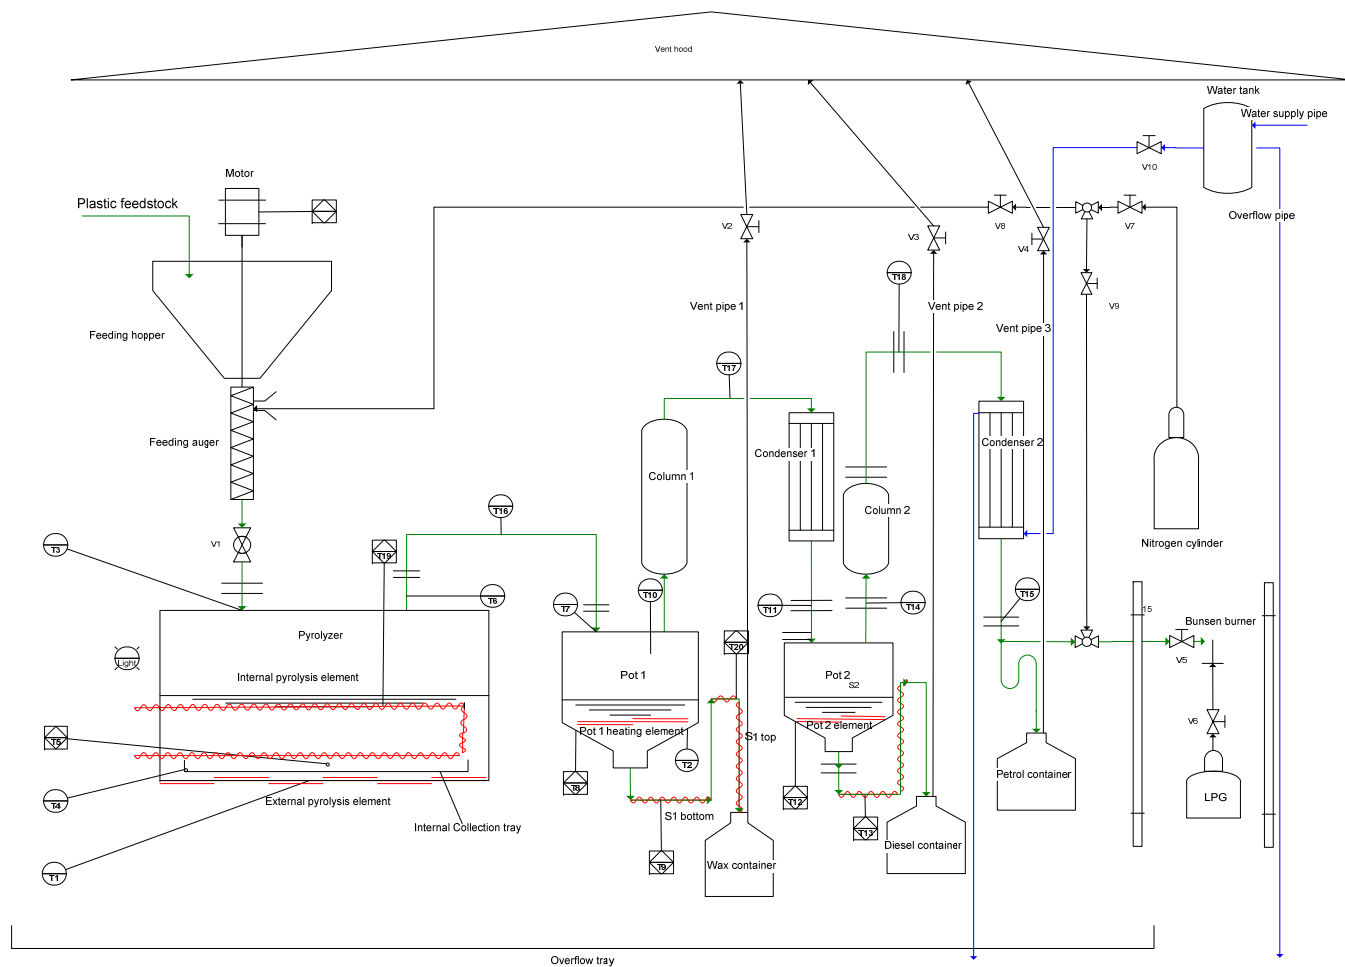 Vent hood
Water tank
Water supply pipe
V10
Motor
Plastic feedstock
Overflow pipe
V2
V3
V4
V8
V7
T18
Vent pipe 1
Vent pipe 2
V9
Vent pipe 3
Feeding hopper
T17
Feeding auger
Condenser 1
Condenser 2
Column 1
Column 2
T16
V1
T3
T19
Nitrogen cylinder
T6
T7
T10
T11
T14
T15
15
Bunsen burner
Pyrolyzer
T20
Light
V5
Internal pyrolysis element
Pot 1
Pot 2
S2
V6
Pot 1 heating element
Pot 2 element
T5
S1 top
T2
Petrol container
T8
T4
External pyrolysis element
T12
LPG
S1 bottom
Internal Collection tray
T13
Diesel container
T9
Wax container
T1
Overflow tray